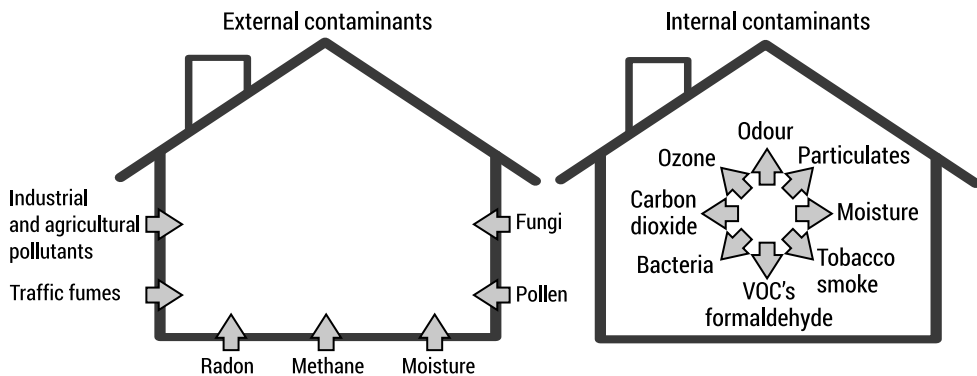 External contaminants
Industrial
and agricultural
pollutants
Traffic fumes
Fungi
Pollen
Radon
Methane
Moisture
Internal contaminants
Odour
Ozone
Particulates
Carbon
dioxide
Moisture
Bacteria
Tobacco
smoke
VOC's
formaldehyde